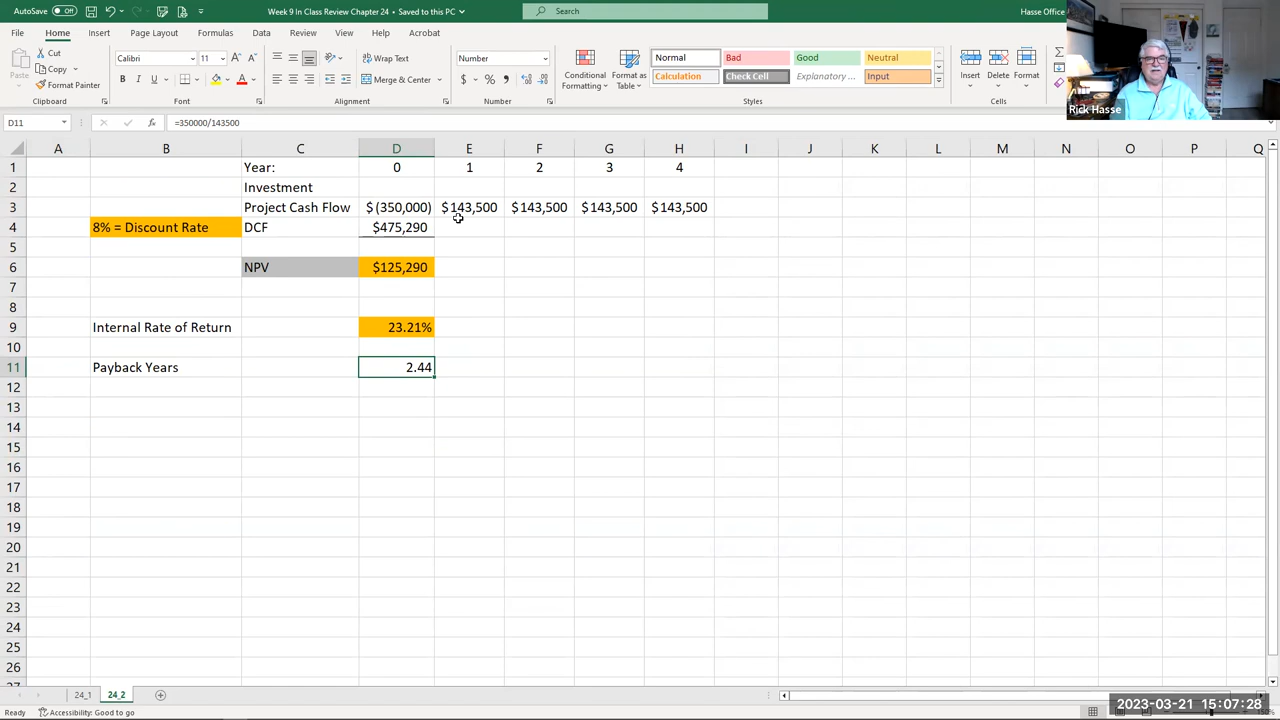 AutoSave Off Week 9 In Class Review Chapter 24 • Saved to this PC Search Hasse Office
File Home Insert Page Layout Formulas Data Review View Help Acrobat
Cut
Copy
Format Painter
Clipboard
Calibri 11
B I U
Font
Wrap Text
Merge & Center
Alignment
Number
$ % 9
Number
Conditional Formatting
Format as Table
Normal Bad Good Neutral
Calculation Check Cell Explanatory ... Input
Styles
Insert Delete Format
Cells
Rick Hasse
D11 fx =350000/143500
A B C D E F G H I J K L M N O P Q
1 Year: 0 1 2 3 4
2 Investment
3 Project Cash Flow $(350,000) $143,500 $143,500 $143,500 $143,500
4 8% = Discount Rate DCF $475,290
5
6 NPV $125,290
7
8
9 Internal Rate of Return 23.21%
10
11 Payback Years 2.44
12
13
14
15
16
17
18
19
20
21
22
23
24
25
26
24_1 24_2
Ready Accessibility: Good to go
2023-03-21 15:07:28